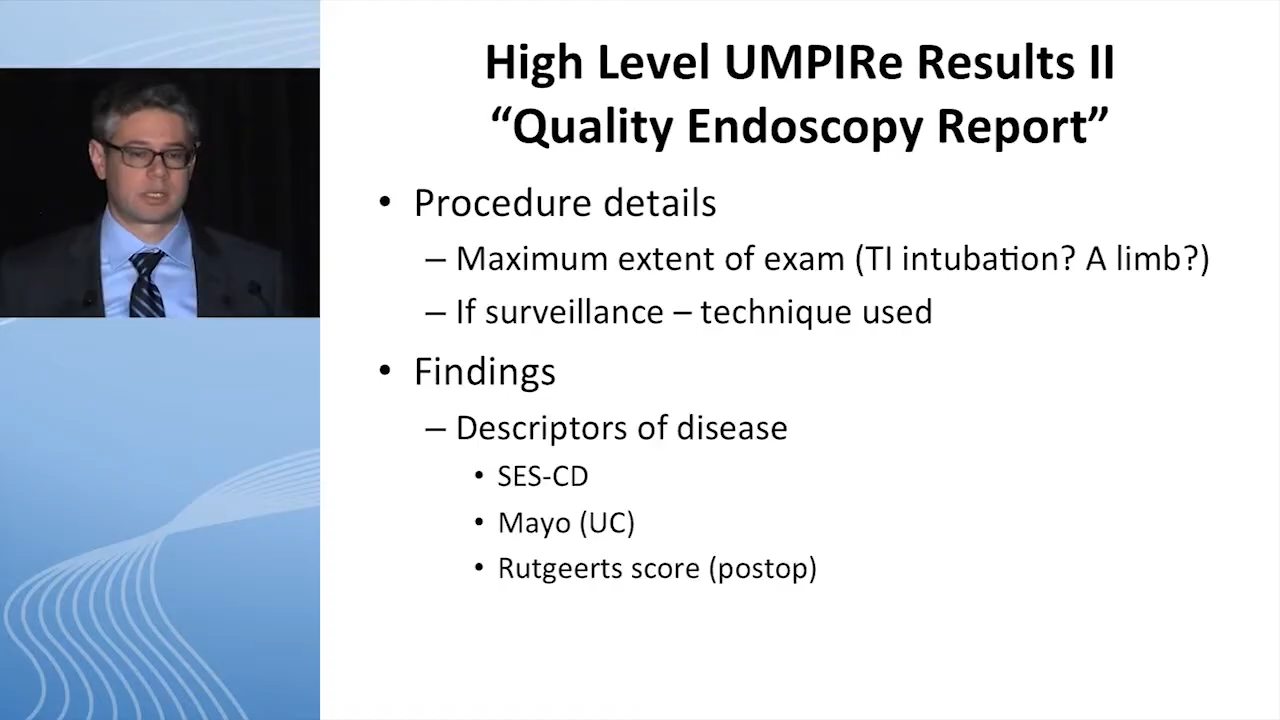 High Level UMPIRe Results II
“Quality Endoscopy Report”
• Procedure details
– Maximum extent of exam (TI intubation? A limb?)
– If surveillance – technique used
• Findings
– Descriptors of disease
• SES-CD
• Mayo (UC)
• Rutgeerts score (postop)